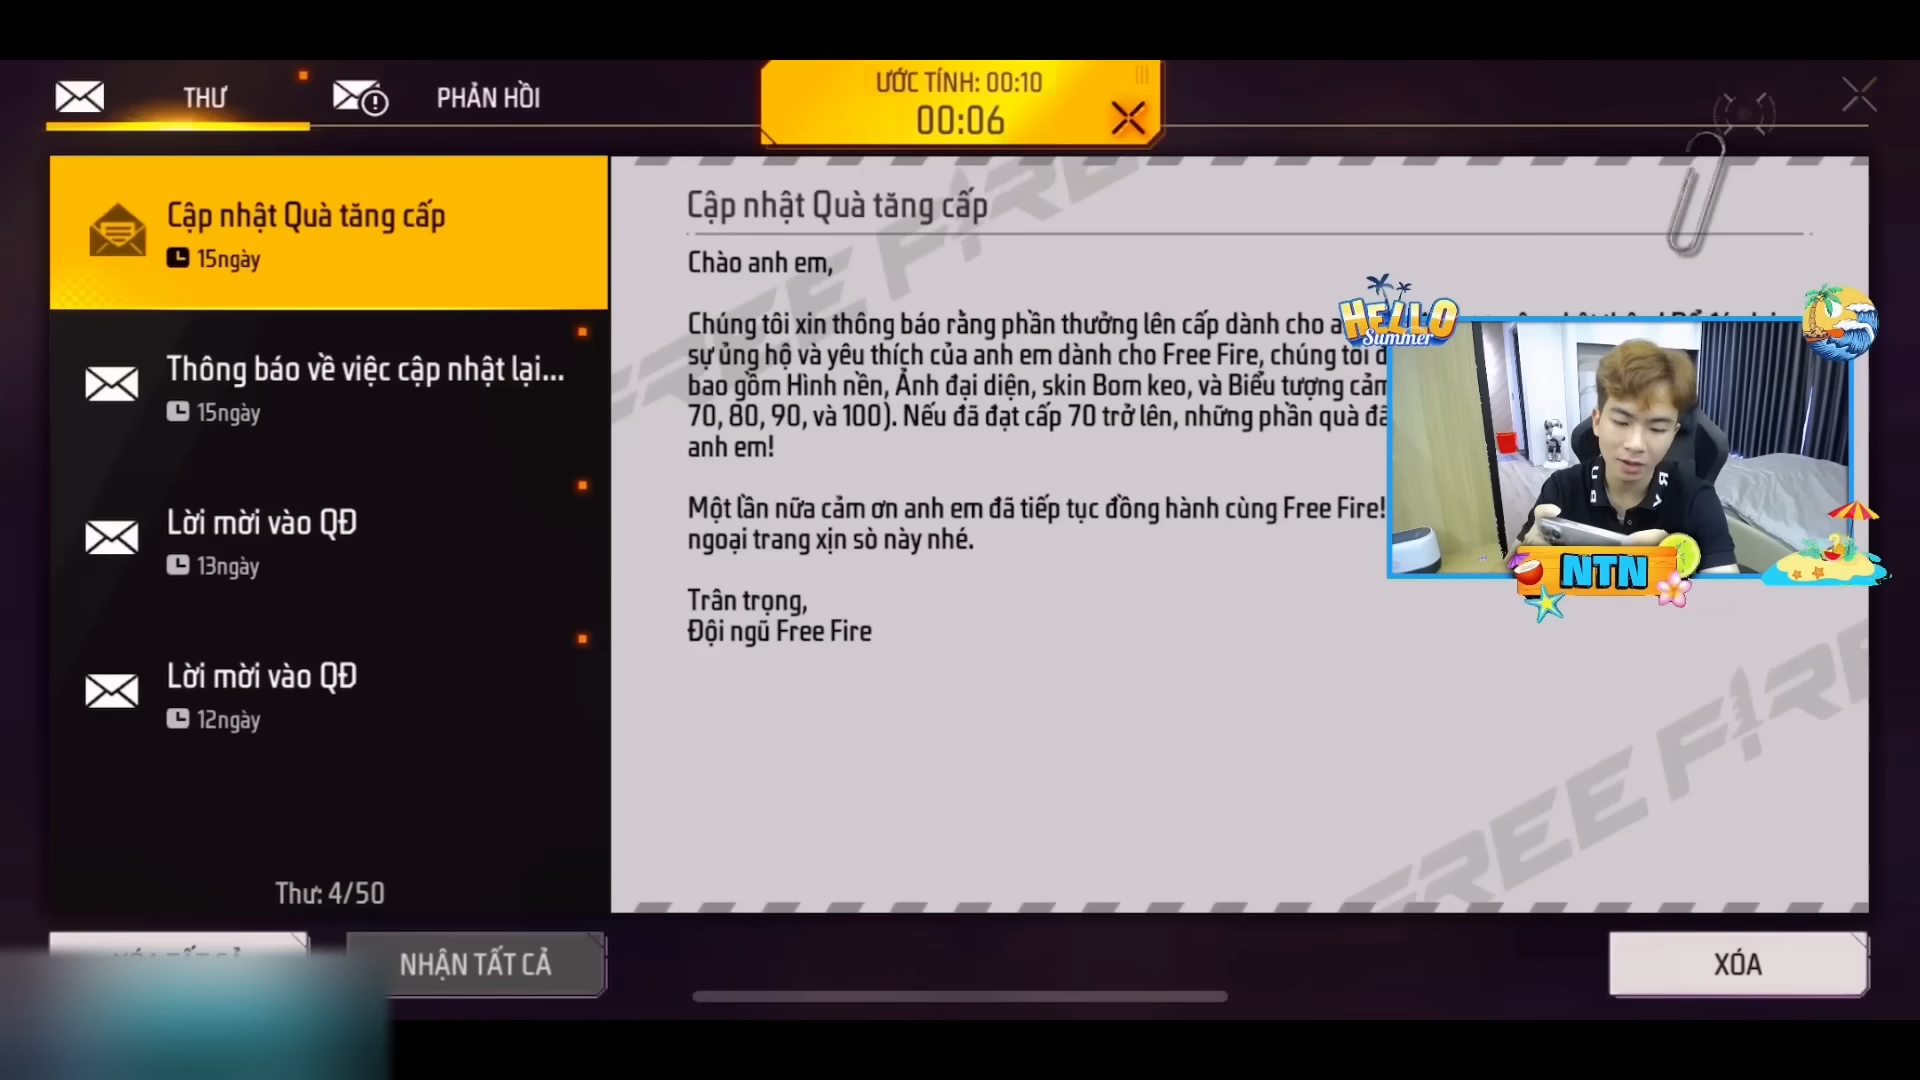 THƯ
PHẢN HỒI
ƯỚC TÍNH: 00:10
00:06
Cập nhật Quà tăng cấp
15ngày
Thông báo về việc cập nhật lại...
15ngày
Lời mời vào QĐ
13ngày
Lời mời vào QĐ
12ngày
Thư: 4/50
NHẬN TẤT CẢ
Cập nhật Quà tăng cấp
Chào anh em,
Chúng tôi xin thông báo rằng phần thưởng lên cấp dành cho
sự ủng hộ và yêu thích của anh em dành cho Free Fire, chúng tôi
bao gồm Hình nền, Ảnh đại diện, skin Bom keo, và Biểu tượng cảm
70, 80, 90, và 100). Nếu đã đạt cấp 70 trở lên, những phần quà
anh em!
Một lần nữa cảm ơn anh em đã tiếp tục đồng hành cùng Free Fire!
ngoại trang xịn sò này nhé.
Trân trọng,
Đội ngũ Free Fire
FREE FIRE
FREE FIRE
HELLO
Summer
NTN
XÓA